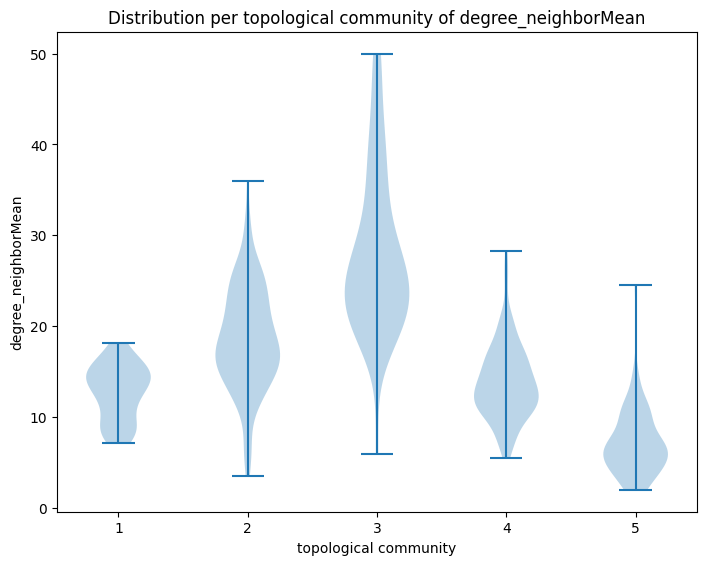 Distribution per topological community of degree_neighborMean
50
40
30
20
10
0
degree_neighborMean
1 2 3 4 5
topological community